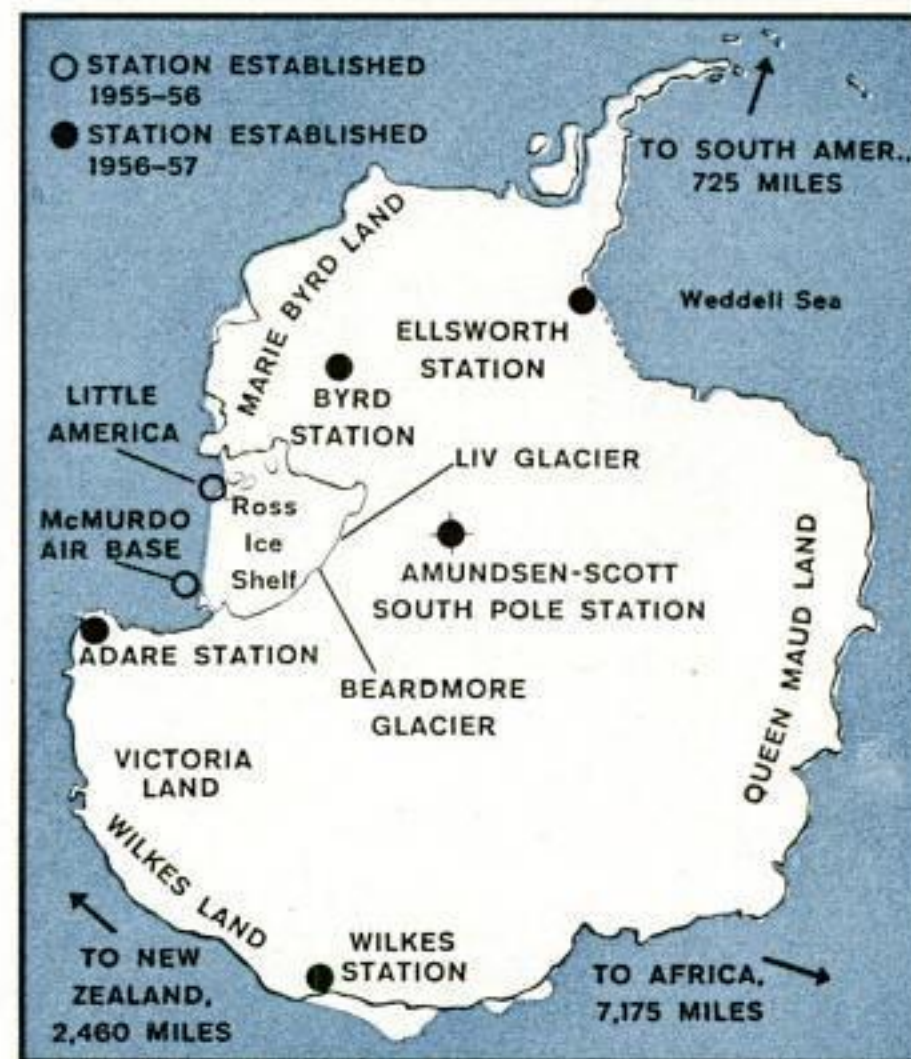 STATION ESTABLISHED
1955-56
STATION ESTABLISHED
1956-57
TO SOUTH AMER.,
725 MILES
MARIE BYRD LAND
Weddell Sea
ELLSWORTH
STATION
BYRD
STATION
LITTLE
AMERICA
LIV GLACIER
McMURDO
AIR BASE
Ross
Ice
Shelf
AMUNDSEN-SCOTT
SOUTH POLE STATION
QUEEN MAUD LAND
ADARE STATION
BEARDMORE
GLACIER
VICTORIA
LAND
WILKES LAND
WILKES
STATION
TO NEW
ZEALAND,
2,460 MILES
TO AFRICA,
7,175 MILES